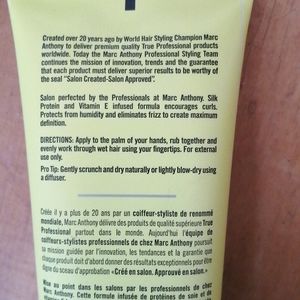 Created over 20 years ago by World Hair Styling Champion Marc
Anthony to deliver premium quality True Professional products
worldwide. Today the Marc Anthony Professional Styling Team
continues the mission of innovation, trends and the guarantee
that each product must deliver superior results to be worthy of
the seal "Salon Created-Salon Approved".
Salon perfected by the Professionals at Marc Anthony. Silk
Protein and Vitamin E infused formula encourages curls.
Protects from humidity and eliminates frizz to create maximum
definition.
DIRECTIONS: Apply to the palm of your hands, rub together and
evenly work through wet hair using your fingertips. For external
use only.
Pro Tip: Gently scrunch and dry naturally or lightly blow-dry using
a diffuser.
Créée il y a plus de 20 ans par un coiffeur-styliste de renommé
mondiale, Marc Anthony délivre des produits de qualité supérieure True
Professional partout dans le monde. Aujourd'hui l'équipe de
coiffeurs-stylistes professionnels de chez Marc Anthony poursuit
sa mission guidée par l'innovation, les tendances et la garantie
que chaque produit doit d'abord donner des résultats exceptionnels pour être
digne du sceau d'approbation «Créé en salon. Approuvé en salon.»
Mise au point dans les salons par les professionnels de chez
Marc Anthony. Cette formule infusée de protéines de soie et de